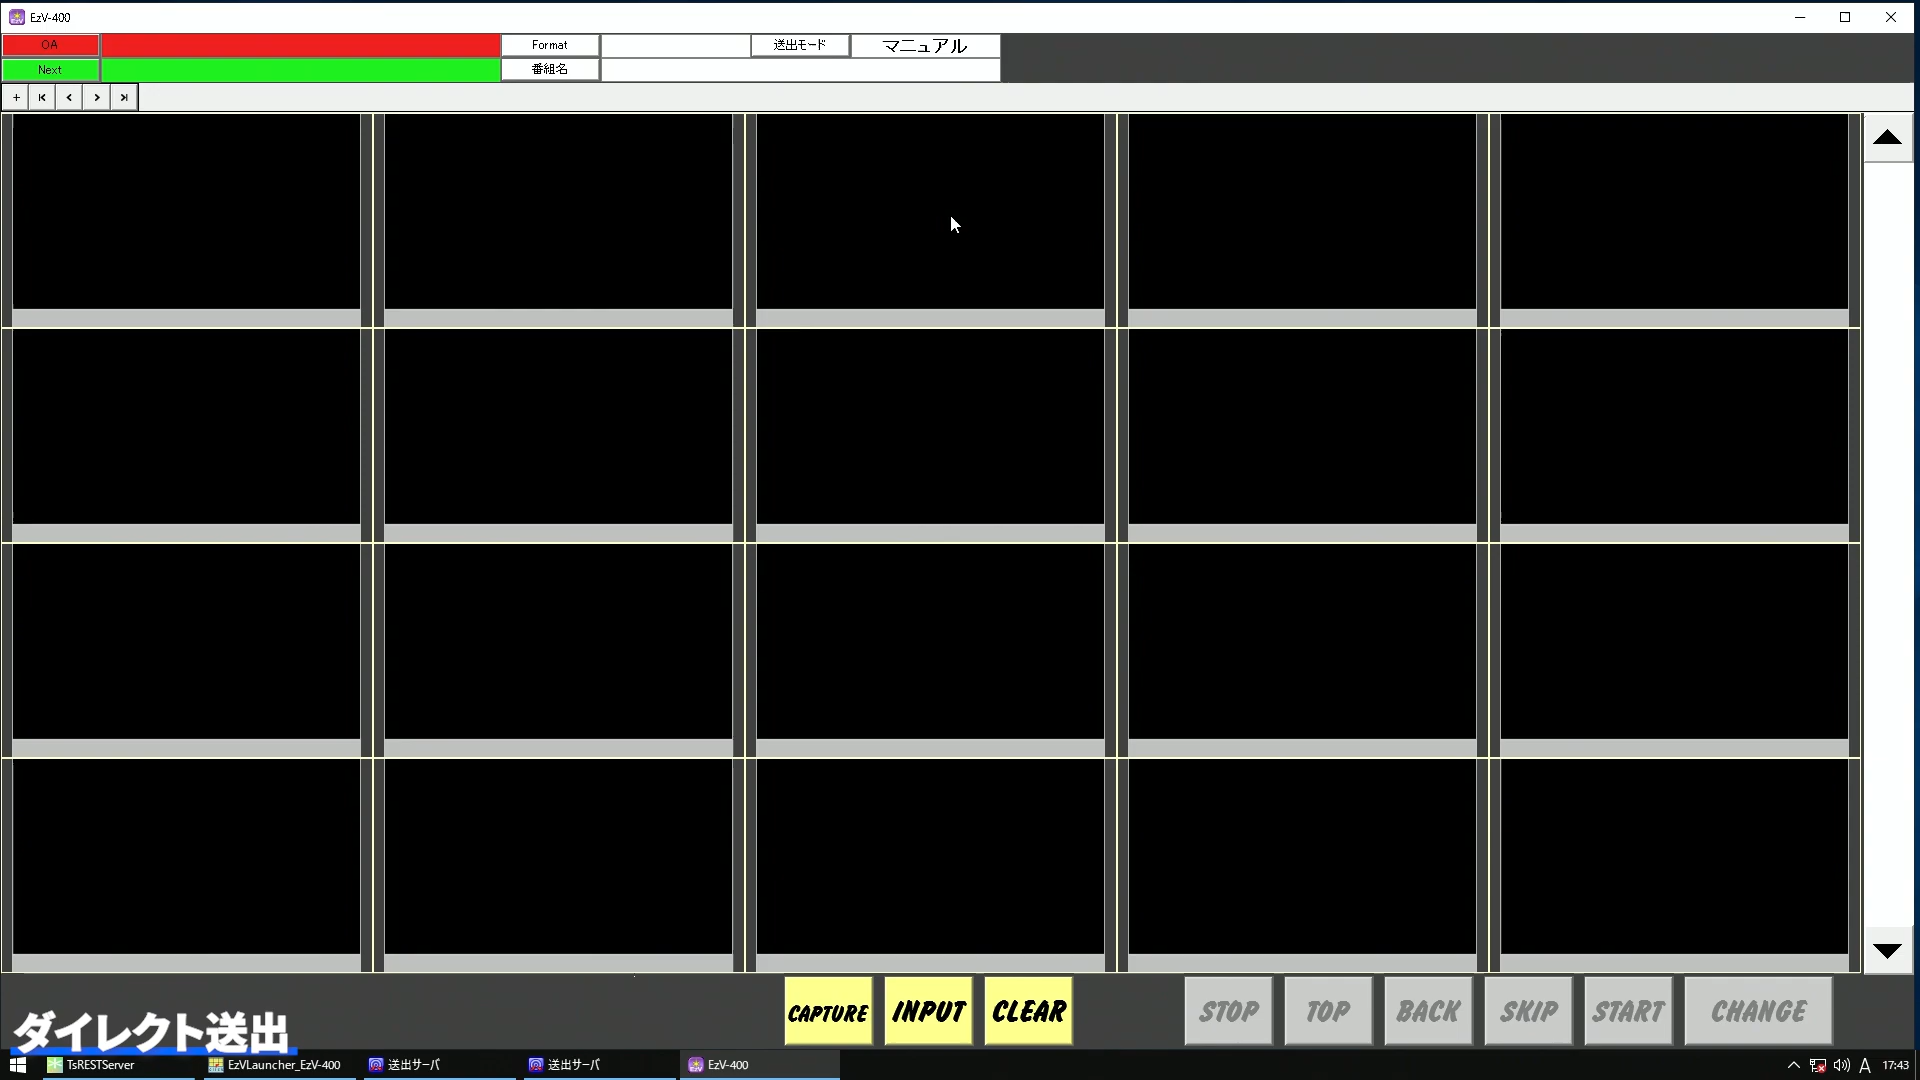 EzV-400
OA
Format
送出モード
マニュアル
Next
番組名
CAPTURE
INPUT
CLEAR
STOP
TOP
BACK
SKIP
START
CHANGE
ダイレクト送出
TsRESTServer
EzVLauncher_EzV-400
送出サーバ
送出サーバ
EzV-400
A
17:43